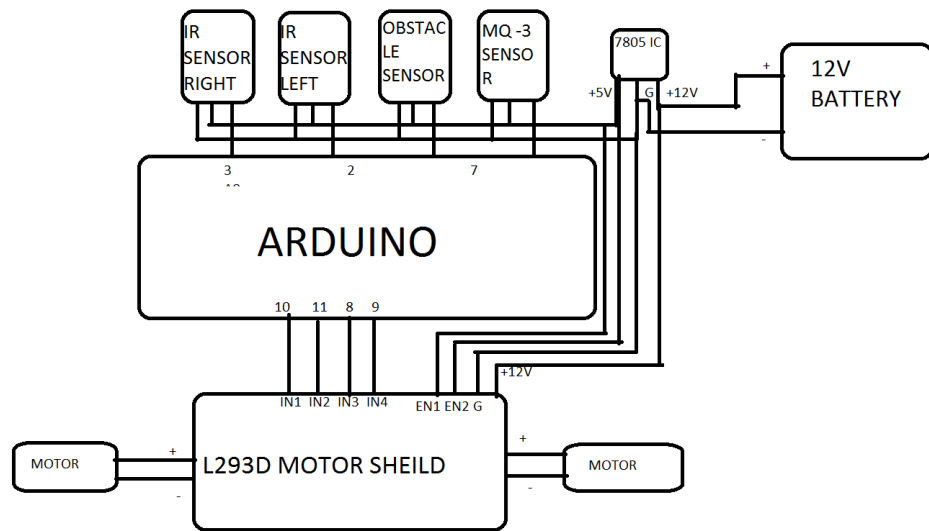 IR
SENSOR
RIGHT
IR
SENSOR
LEFT
OBSTAC
LE
SENSOR
MQ -3
SENSO
R
7805 IC
+5V
G
+12V
+
-
12V
BATTERY
3
2
7
ARDUINO
10
11
8
9
+12V
IN1
IN2
IN3
IN4
EN1
EN2
G
L293D MOTOR SHEILD
MOTOR
+
-
+
-
MOTOR